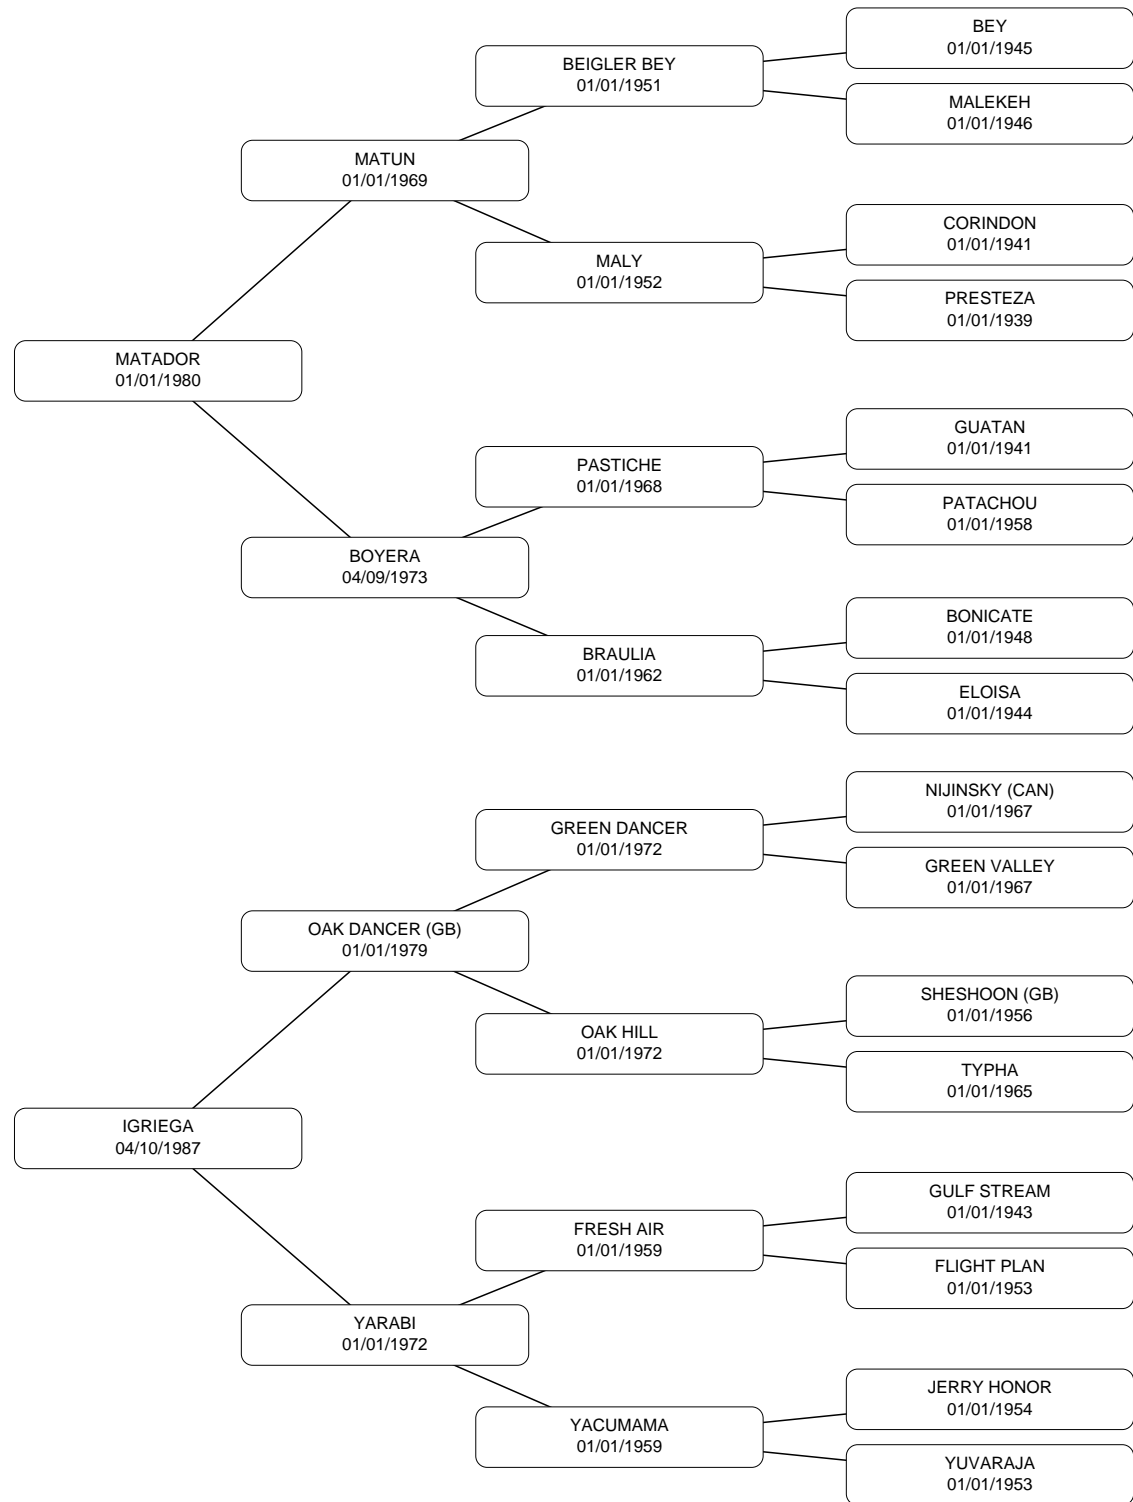 BEY
01/01/1945
BEIGLER BEY
01/01/1951
MALEKEH
01/01/1946
MATUN
01/01/1969
CORINDON
01/01/1941
MALY
01/01/1952
PRESTEZA
01/01/1939
MATADOR
01/01/1980
GUATAN
01/01/1941
PASTICHE
01/01/1968
PATACHOU
01/01/1958
BOYERA
04/09/1973
BONICATE
01/01/1948
BRAULIA
01/01/1962
ELOISA
01/01/1944
NIJINSKY (CAN)
01/01/1967
GREEN DANCER
01/01/1972
GREEN VALLEY
01/01/1967
OAK DANCER (GB)
01/01/1979
SHESHOON (GB)
01/01/1956
OAK HILL
01/01/1972
TYPHA
01/01/1965
IGRIEGA
04/10/1987
GULF STREAM
01/01/1943
FRESH AIR
01/01/1959
FLIGHT PLAN
01/01/1953
YARABI
01/01/1972
JERRY HONOR
01/01/1954
YACUMAMA
01/01/1959
YUVARAJA
01/01/1953